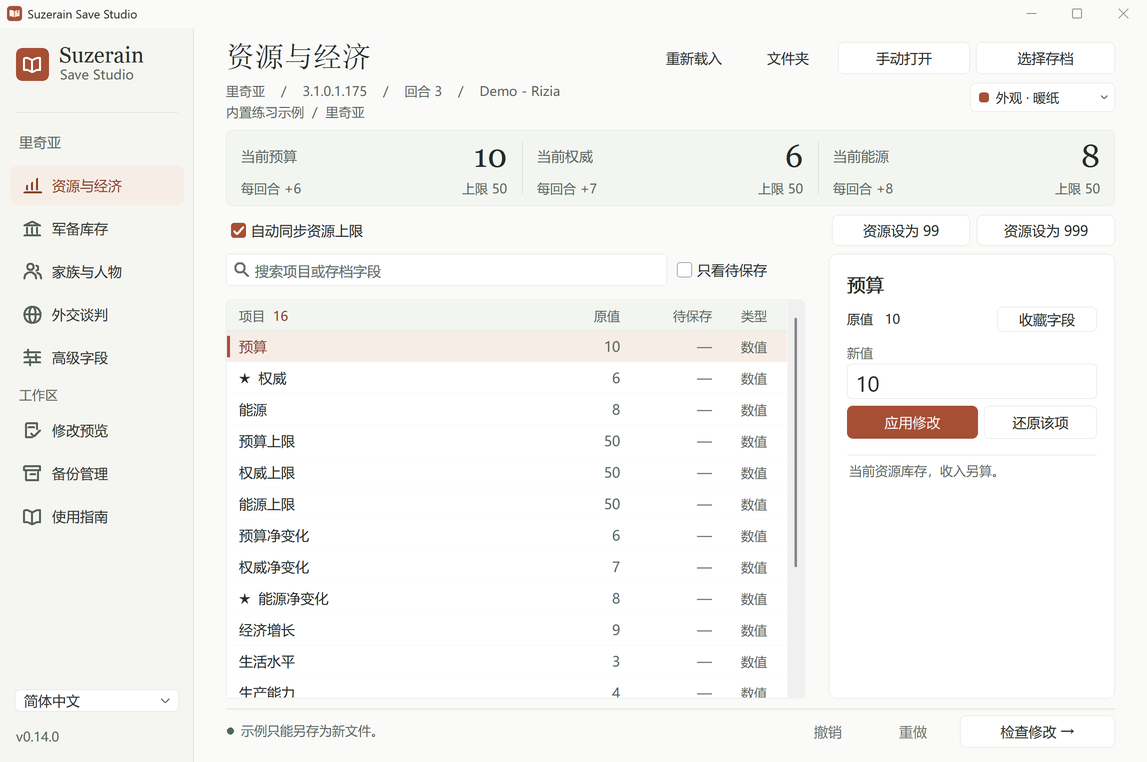 Suzerain Save Studio
Suzerain
Save Studio
里奇亚
资源与经济
军备库存
家族与人物
外交谈判
高级字段
工作区
修改预览
备份管理
使用指南
简体中文
v0.14.0
资源与经济
重新载入 文件夹 手动打开 选择存档
里奇亚 / 3.1.0.1.175 / 回合 3 / Demo - Rizia
内置练习示例 / 里奇亚
外观 · 暖纸
当前预算 10
每回合 +6 上限 50
当前权威 6
每回合 +7 上限 50
当前能源 8
每回合 +8 上限 50
自动同步资源上限
资源设为 99 资源设为 999
搜索项目或存档字段
只看待保存
项目 16 原值 待保存 类型
预算 10 — 数值
★ 权威 6 — 数值
能源 8 — 数值
预算上限 50 — 数值
权威上限 50 — 数值
能源上限 50 — 数值
预算净变化 6 — 数值
权威净变化 7 — 数值
★ 能源净变化 8 — 数值
经济增长 9 — 数值
生活水平 3 — 数值
生产能力 4 — 数值
预算
原值 10 收藏字段
新值
10
应用修改 还原该项
当前资源库存，收入另算。
示例只能另存为新文件。
撤销 重做 检查修改 →